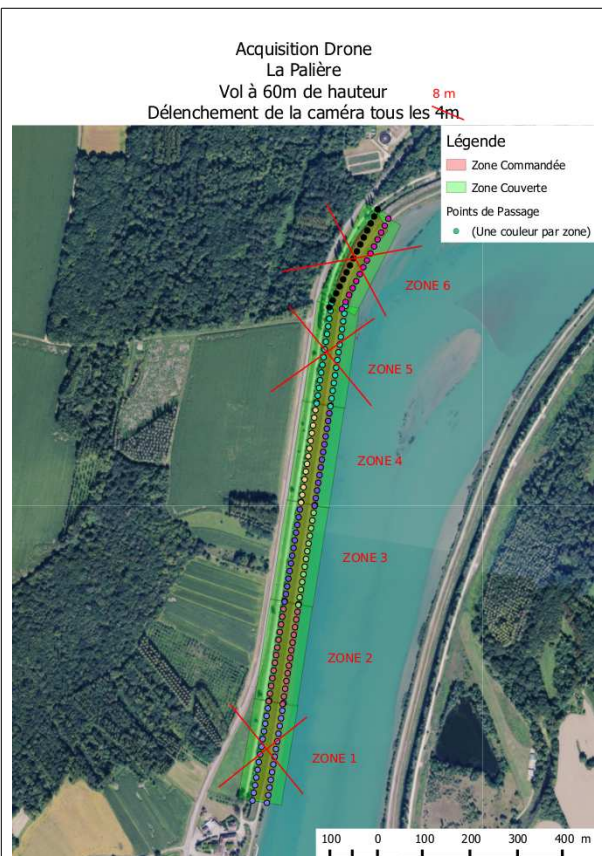 Acquisition Drone
La Palière
Vol à 60m de hauteur
8 m
Délenchement de la caméra tous les 4m
Légende
Zone Commandée
Zone Couverte
Points de Passage
(Une couleur par zone)
ZONE 6
ZONE 5
ZONE 4
ZONE 3
ZONE 2
ZONE 1
100 0 100 200 300 400 m